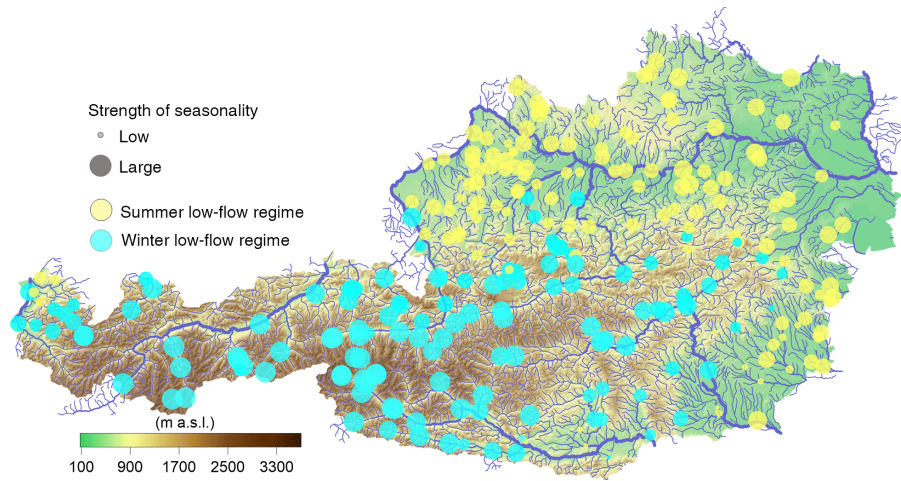 Strength of seasonality
Low
Large
Summer low-flow regime
Winter low-flow regime
(m a.s.l.)
100 900 1700 2500 3300